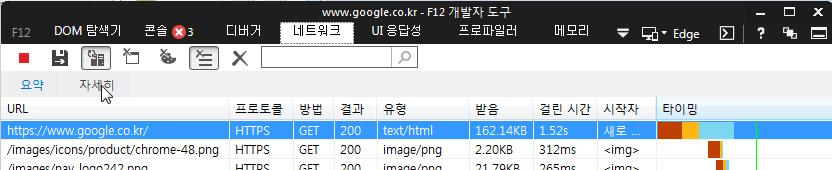 www.google.co.kr - F12 개발자 도구
F12 DOM 탐색기 콘솔 3 디버거 네트워크 UI 응답성 프로파일러 메모리 Edge
요약 자세히
URL 프로토콜 방법 결과 유형 받음 걸린 시간 시작자 타이밍
https://www.google.co.kr/ HTTPS GET 200 text/html 162.14KB 1.52s 새로 ...
/images/icons/product/chrome-48.png HTTPS GET 200 image/png 2.20KB 312ms <img>
/images/nav_logo242.png HTTPS GET 200 image/png 21.79KB 265ms <img>